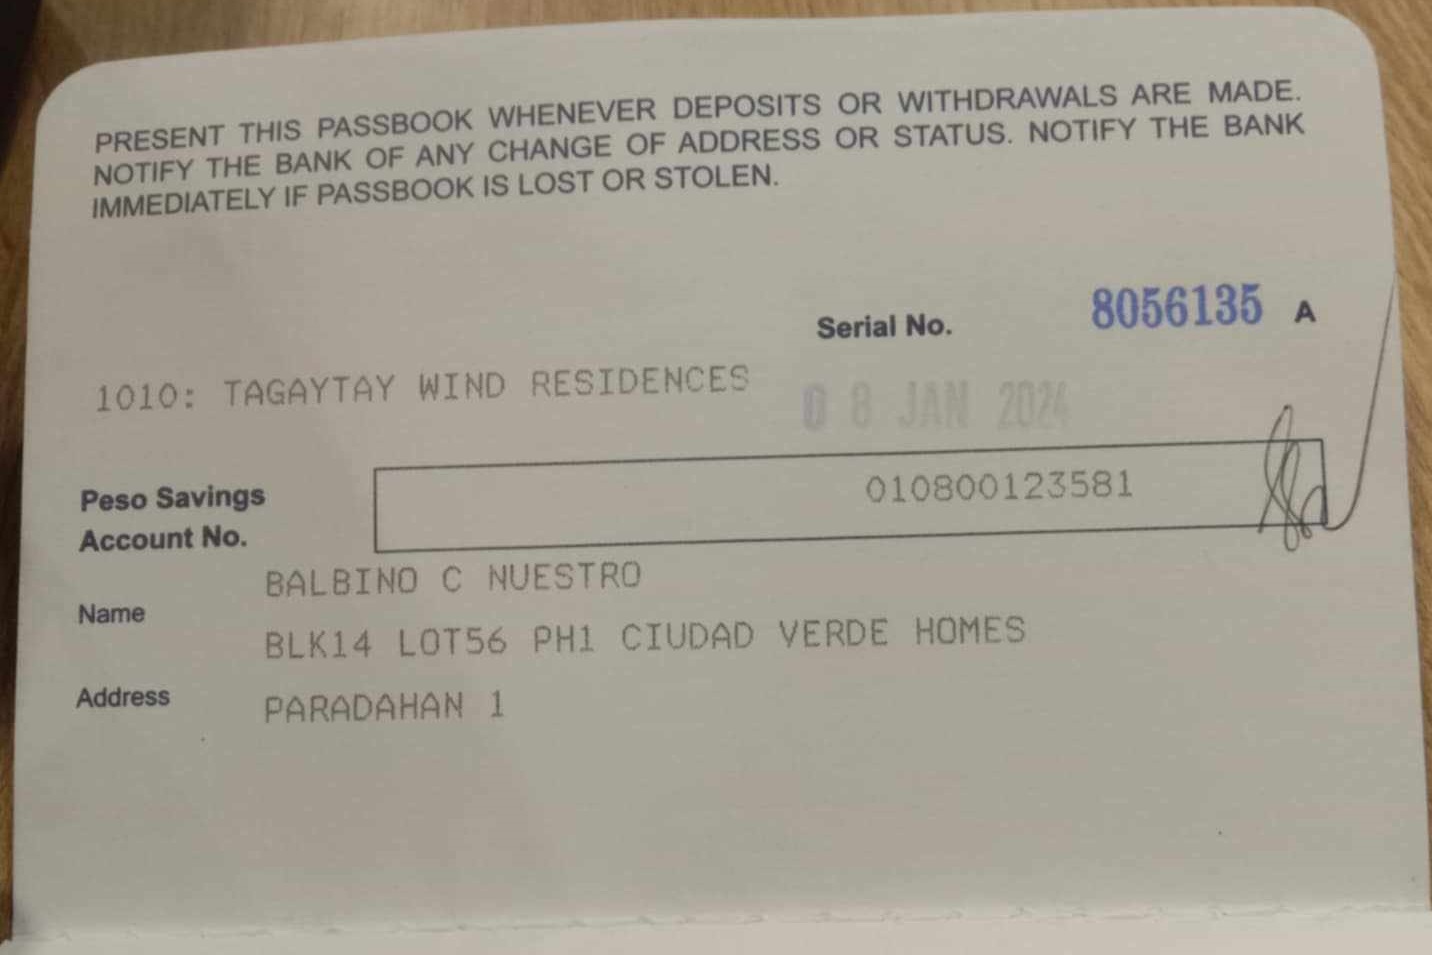 PRESENT THIS PASSBOOK WHENEVER DEPOSITS OR WITHDRAWALS ARE MADE.
NOTIFY THE BANK OF ANY CHANGE OF ADDRESS OR STATUS. NOTIFY THE BANK
IMMEDIATELY IF PASSBOOK IS LOST OR STOLEN.
Serial No. 8056135 A
1010: TAGAYTAY WIND RESIDENCES
08 JAN 2024
Peso Savings
Account No.
010800123581
BALBINO C NUESTRO
Name
BLK14 LOT56 PH1 CIUDAD VERDE HOMES
Address
PARADAHAN 1